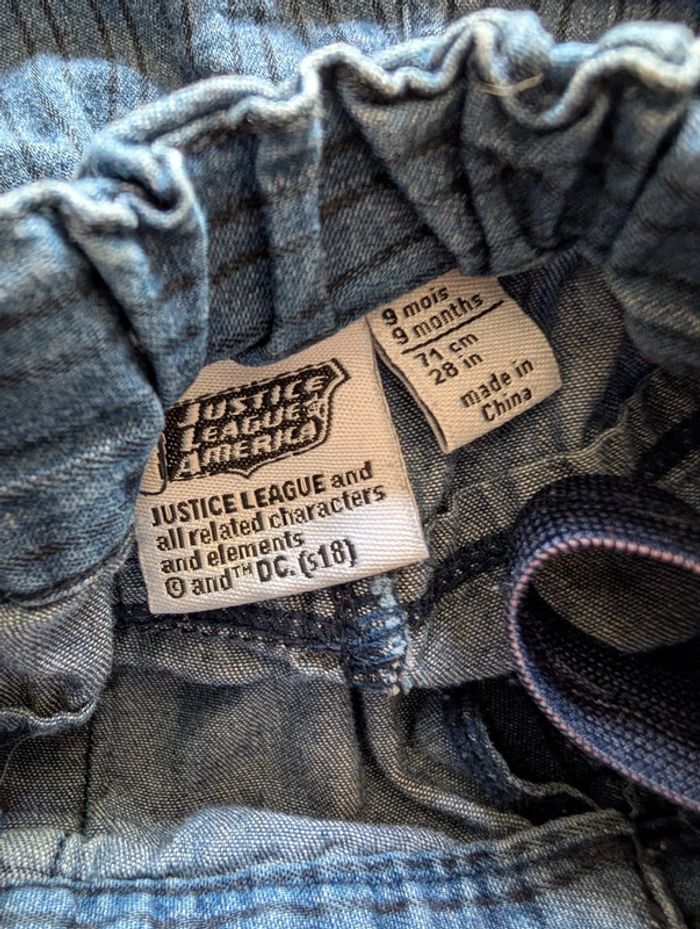 JUSTICE
LEAGUE OF
AMERICA
JUSTICE LEAGUE and
all related characters
and elements
© and™ DC. (s18)
9 mois
9 months
71 cm
28 in
made in
China